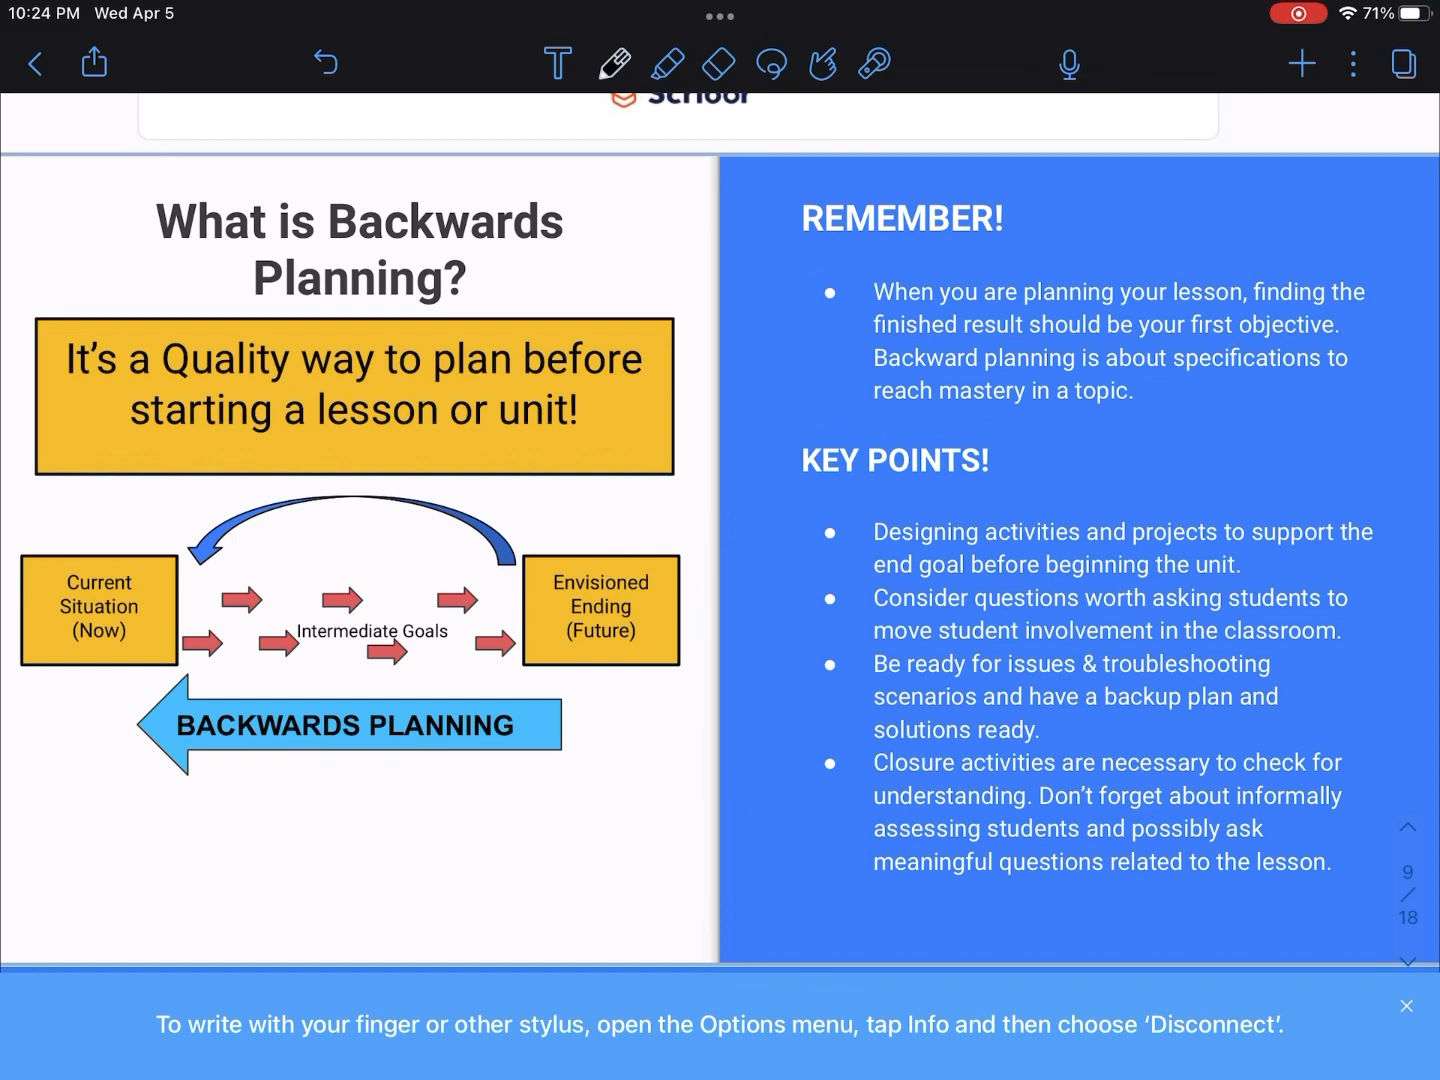 10:24 PM Wed Apr 5
71%
What is Backwards
Planning?
It's a Quality way to plan before
starting a lesson or unit!
Current
Situation
(Now)
Intermediate Goals
Envisioned
Ending
(Future)
BACKWARDS PLANNING
REMEMBER!
● When you are planning your lesson, finding the
finished result should be your first objective.
Backward planning is about specifications to
reach mastery in a topic.
KEY POINTS!
● Designing activities and projects to support the
end goal before beginning the unit.
● Consider questions worth asking students to
move student involvement in the classroom.
● Be ready for issues & troubleshooting
scenarios and have a backup plan and
solutions ready.
● Closure activities are necessary to check for
understanding. Don't forget about informally
assessing students and possibly ask
meaningful questions related to the lesson.
9
/
18
To write with your finger or other stylus, open the Options menu, tap Info and then choose 'Disconnect'.